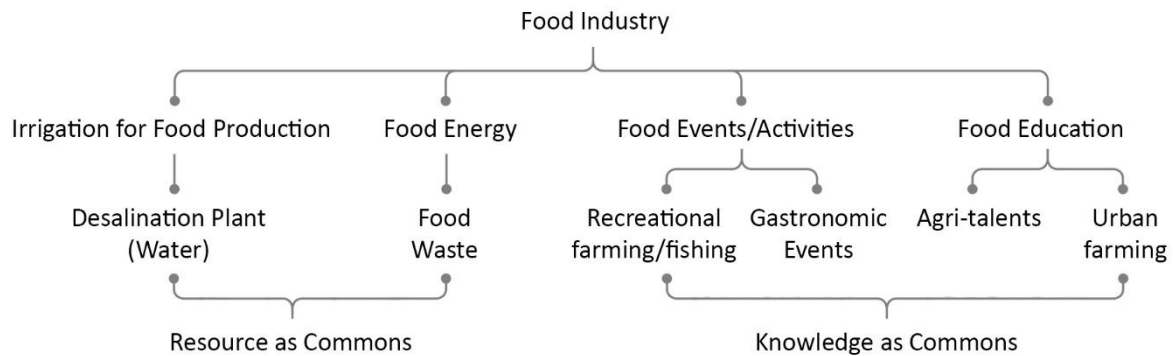 Food Industry
Irrigation for Food Production
Food Energy
Food Events/Activities
Food Education
Desalination Plant
(Water)
Food
Waste
Recreational
farming/fishing
Gastronomic
Events
Agri-talents
Urban
farming
Resource as Commons
Knowledge as Commons